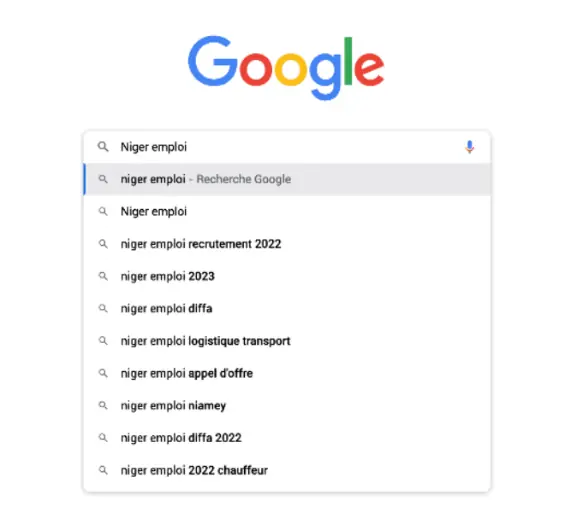 Google
Niger emploi
niger emploi - Recherche Google
Niger emploi
niger emploi recrutement 2022
niger emploi 2023
niger emploi diffa
niger emploi logistique transport
niger emploi appel d'offre
niger emploi niamey
niger emploi diffa 2022
niger emploi 2022 chauffeur